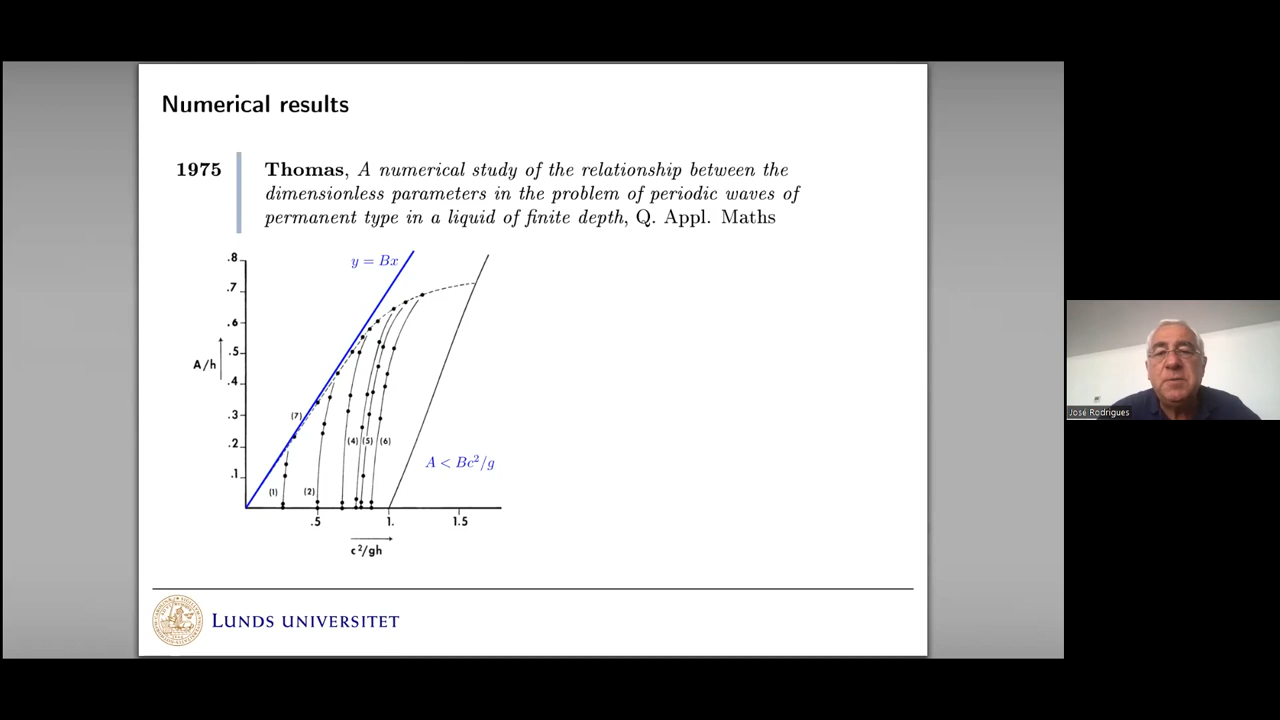 Numerical results
1975
Thomas, A numerical study of the relationship between the
dimensionless parameters in the problem of periodic waves of
permanent type in a liquid of finite depth, Q. Appl. Maths
y = Bx
.8
.7
.6
.5
.4
.3
.2
.1
A/h
(7)
(1)
(2)
(4)
(5)
(6)
A < Bc²/g
.5
1.
1.5
c²/gh
LUNDS UNIVERSITET
José Rodrigues